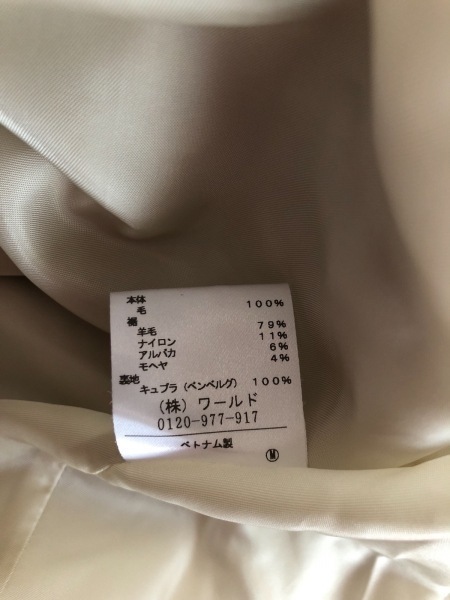 本体
毛 100%
裾
羊毛 79%
ナイロン 11%
アルパカ 6%
モヘヤ 4%
裏地
キュプラ(ベンベルグ) 100%
(株)ワールド
0120-977-917
ベトナム製
M